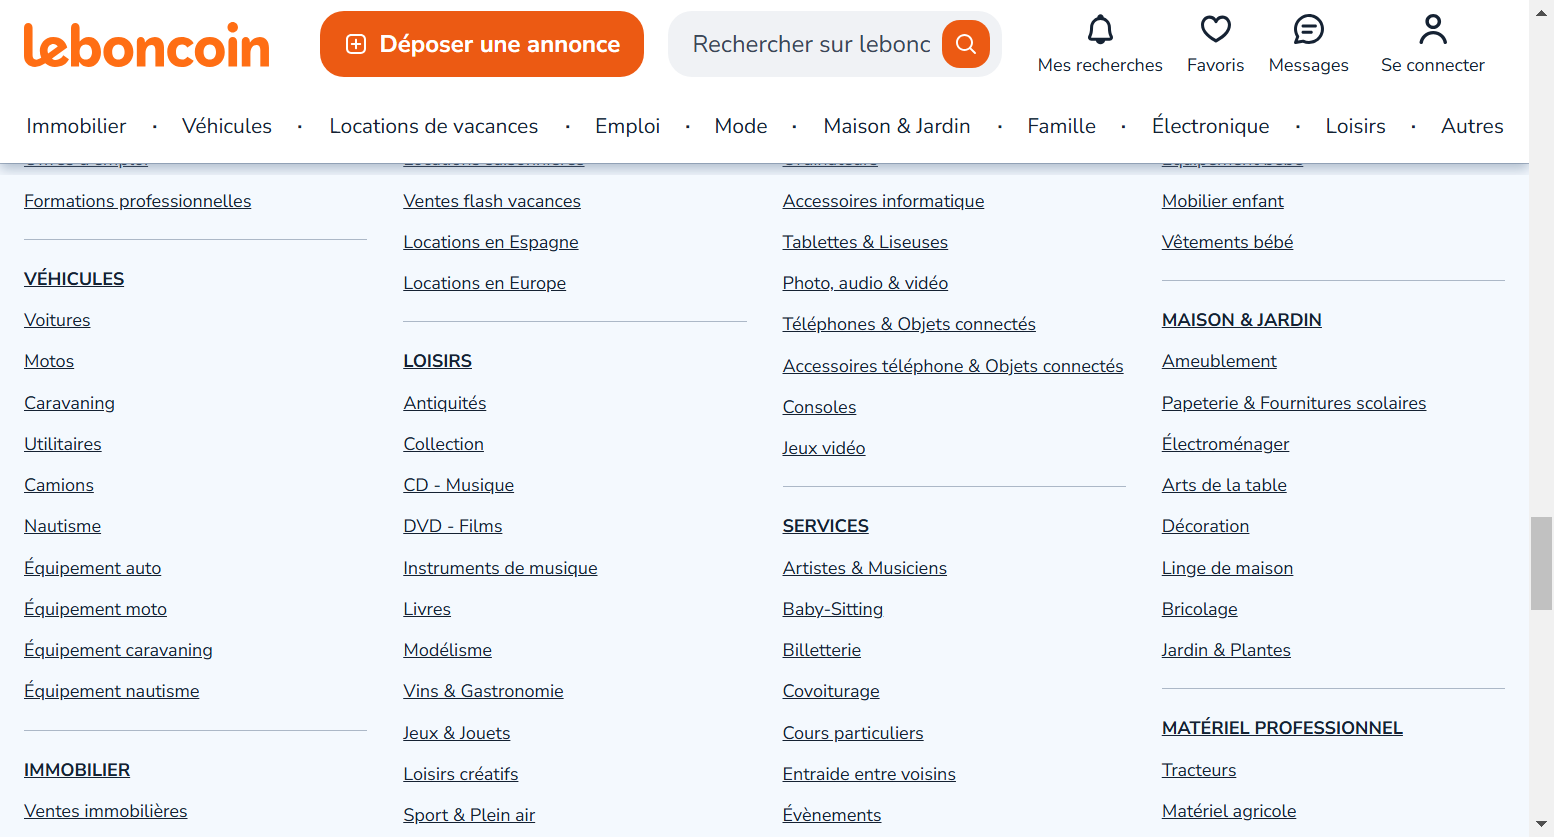 leboncoin
Déposer une annonce
Rechercher sur lebonc
Mes recherches
Favoris
Messages
Se connecter
Immobilier · Véhicules · Locations de vacances · Emploi · Mode · Maison & Jardin · Famille · Électronique · Loisirs · Autres
Formations professionnelles
VÉHICULES
Voitures
Motos
Caravaning
Utilitaires
Camions
Nautisme
Équipement auto
Équipement moto
Équipement caravaning
Équipement nautisme
IMMOBILIER
Ventes immobilières
Ventes flash vacances
Locations en Espagne
Locations en Europe
LOISIRS
Antiquités
Collection
CD - Musique
DVD - Films
Instruments de musique
Livres
Modélisme
Vins & Gastronomie
Jeux & Jouets
Loisirs créatifs
Sport & Plein air
Accessoires informatique
Tablettes & Liseuses
Photo, audio & vidéo
Téléphones & Objets connectés
Accessoires téléphone & Objets connectés
Consoles
Jeux vidéo
SERVICES
Artistes & Musiciens
Baby-Sitting
Billetterie
Covoiturage
Cours particuliers
Entraide entre voisins
Évènements
Mobilier enfant
Vêtements bébé
MAISON & JARDIN
Ameublement
Papeterie & Fournitures scolaires
Électroménager
Arts de la table
Décoration
Linge de maison
Bricolage
Jardin & Plantes
MATÉRIEL PROFESSIONNEL
Tracteurs
Matériel agricole